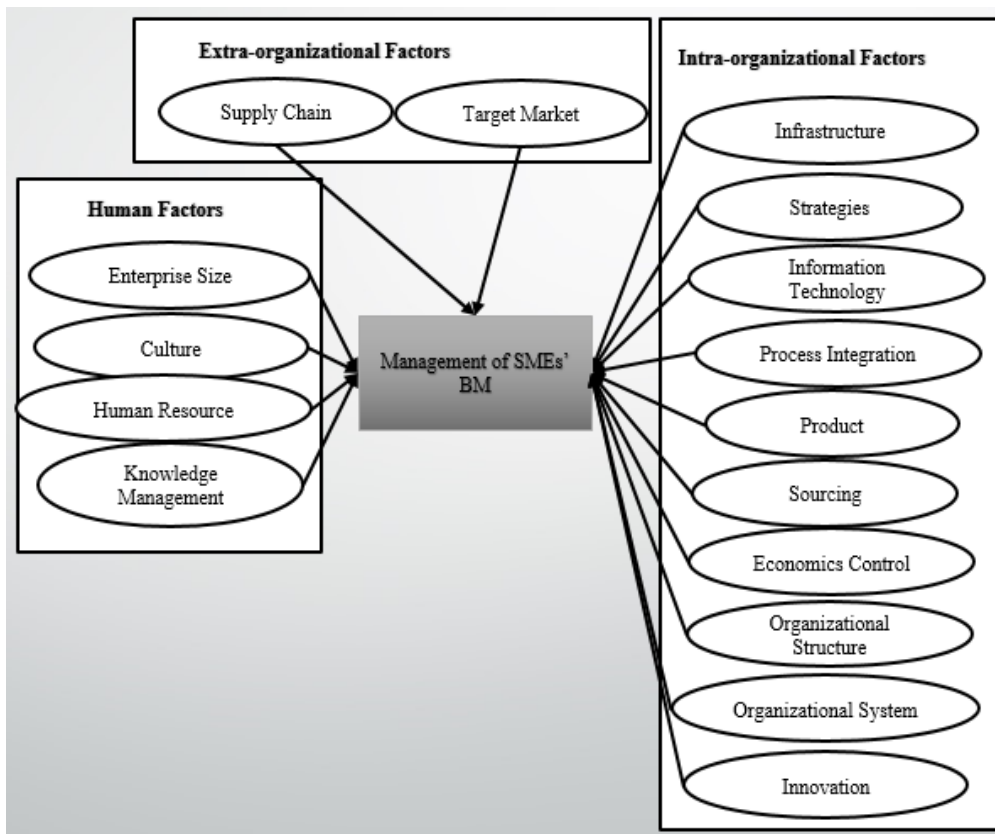 Extra-organizational Factors
Supply Chain
Target Market
Human Factors
Enterprise Size
Culture
Human Resource
Knowledge
Management
Management of SMEs’
BM
Intra-organizational Factors
Infrastructure
Strategies
Information
Technology
Process Integration
Product
Sourcing
Economics Control
Organizational
Structure
Organizational System
Innovation